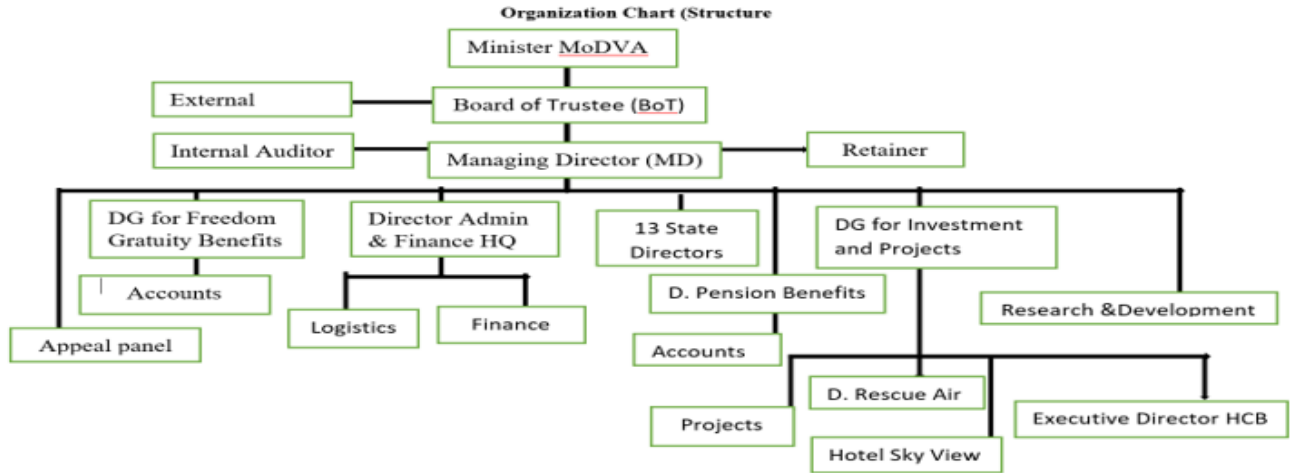 Organization Chart (Structure
Minister MoDVA
External
Board of Trustee (BoT)
Internal Auditor
Managing Director (MD)
Retainer
DG for Freedom
Gratuity Benefits
Director Admin
& Finance HQ
13 State
Directors
DG for Investment
and Projects
Accounts
D. Pension Benefits
Research &Development
Logistics
Finance
Appeal panel
Accounts
D. Rescue Air
Projects
Executive Director HCB
Hotel Sky View